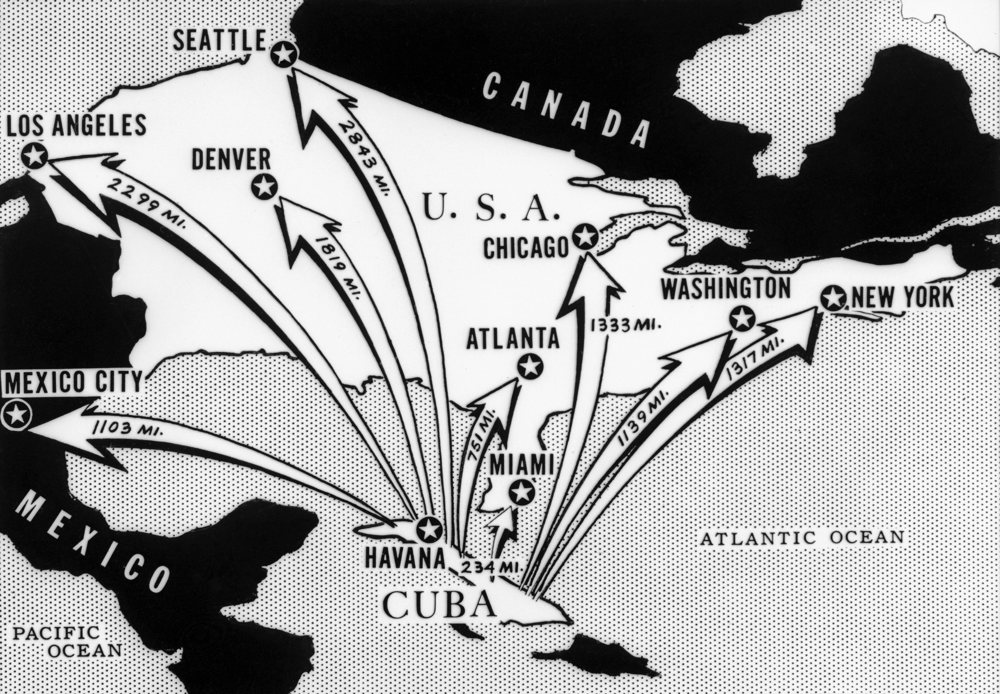 SEATTLE
CANADA
LOS ANGELES
2843 MI.
DENVER
2299 MI.
U. S. A.
CHICAGO
1819 MI.
WASHINGTON
NEW YORK
1333 MI.
ATLANTA
1317 MI.
MEXICO CITY
1139 MI.
1103 MI.
751 MI.
MIAMI
MEXICO
ATLANTIC OCEAN
HAVANA
234 MI.
CUBA
PACIFIC
OCEAN